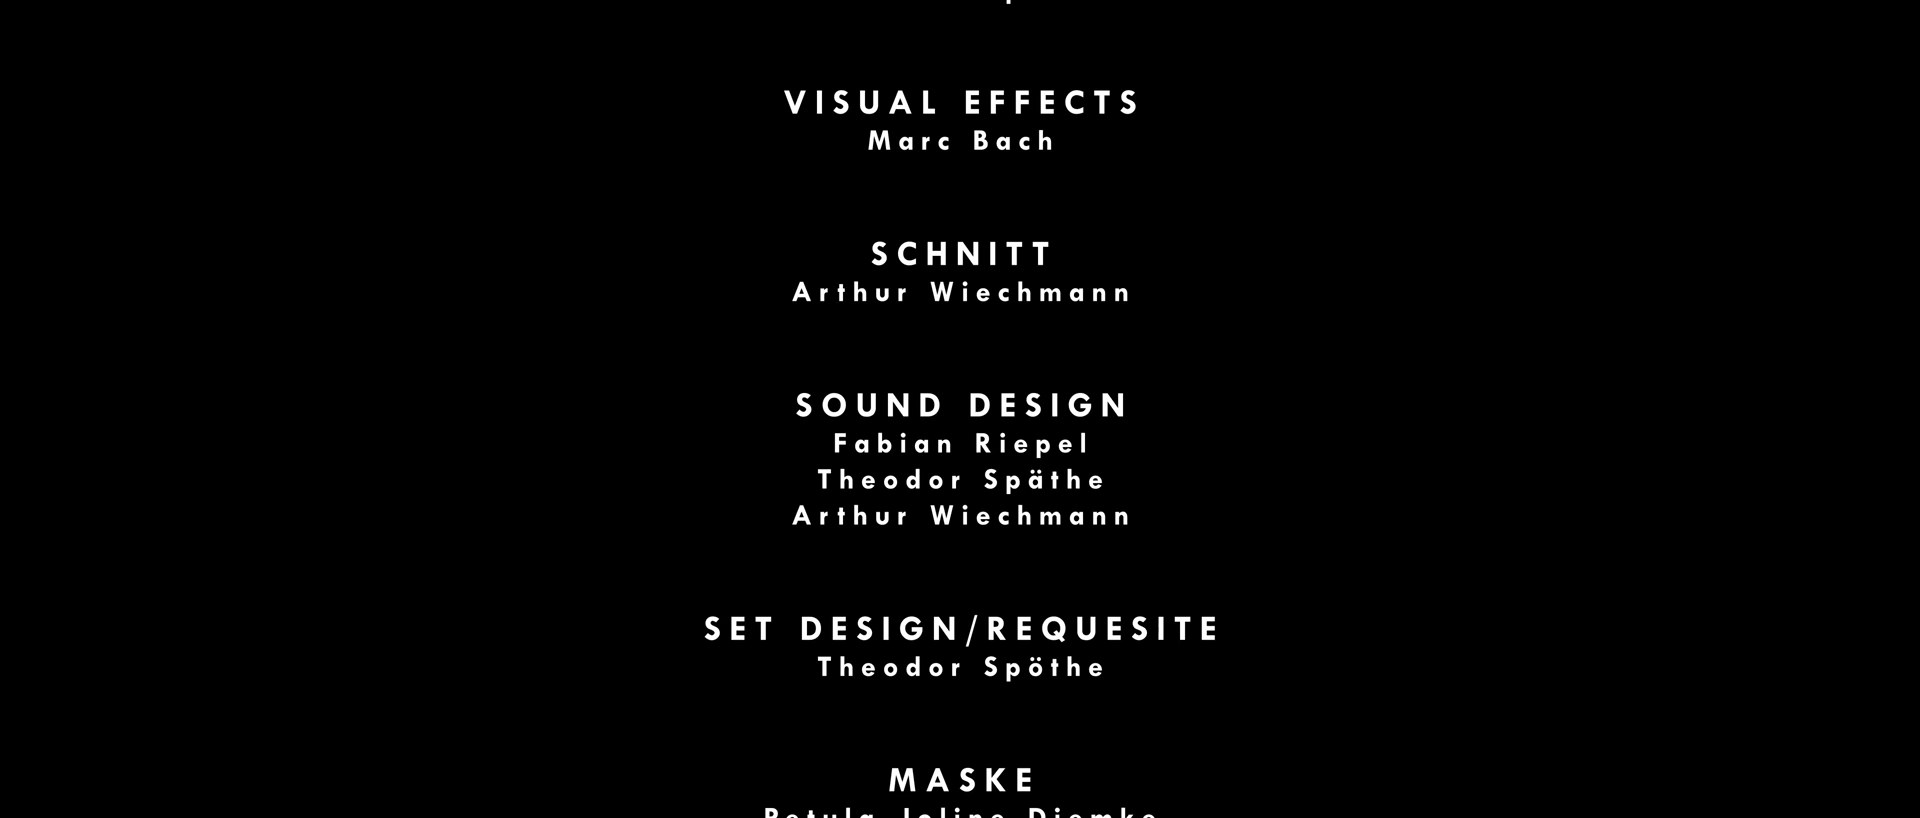 VISUAL EFFECTS
Marc Bach
SCHNITT
Arthur Wiechmann
SOUND DESIGN
Fabian Riepel
Theodor Späthe
Arthur Wiechmann
SET DESIGN/REQUESITE
Theodor Spöthe
MASKE